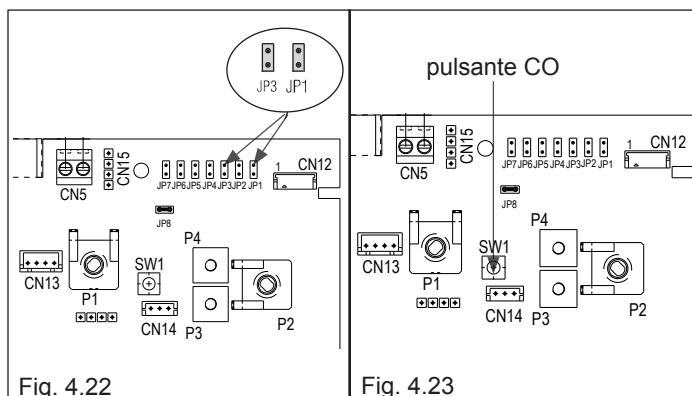 JP3 JP1
CN5
CN15
JP7 JP6 JP5 JP4 JP3 JP2 JP1
1
CN12
JP8
CN13
P1
SW1
CN14
P4
P3
P2
Fig. 4.22
pulsante CO
CN5
CN15
JP7 JP6 JP5 JP4 JP3 JP2 JP1
1
CN12
JP8
CN13
P1
SW1
CN14
P4
P3
P2
Fig. 4.23